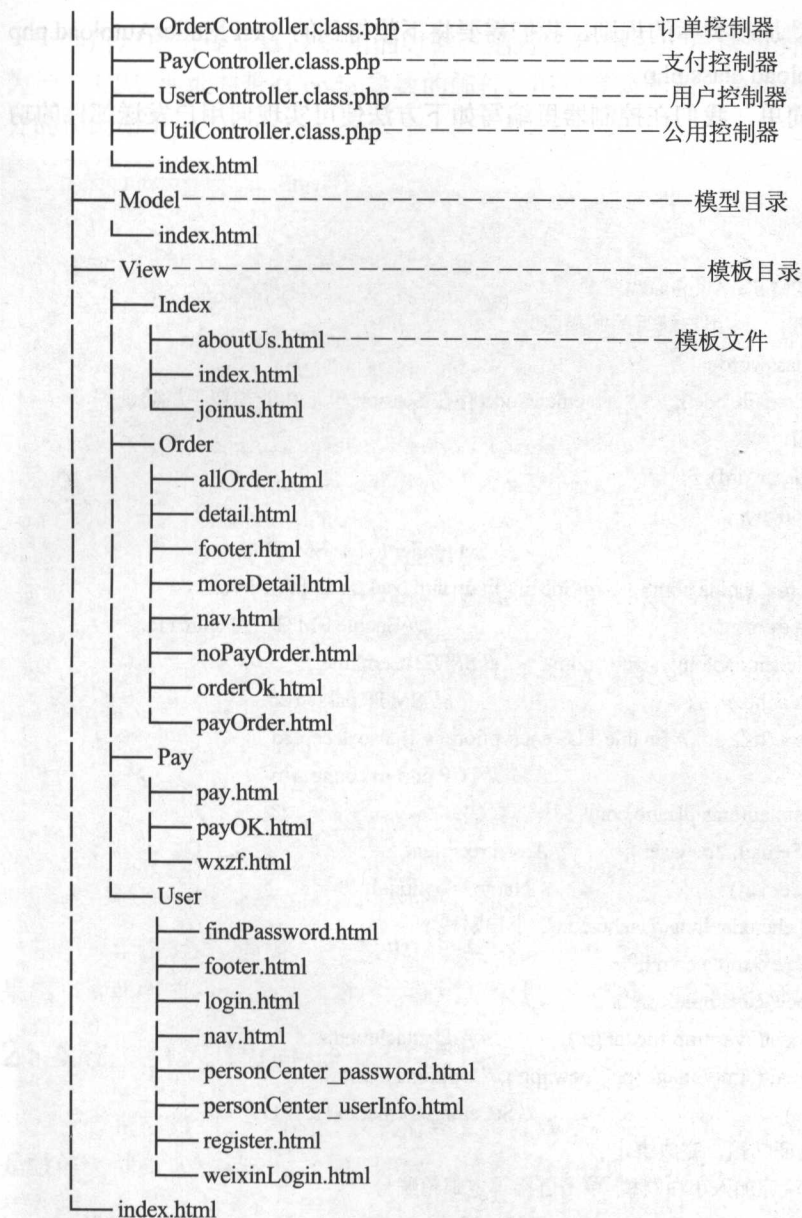 OrderController.class.php 订单控制器
PayController.class.php 支付控制器
UserController.class.php 用户控制器
UtilController.class.php 公用控制器
index.html
Model 模型目录
index.html
View 模板目录
Index
aboutUs.html 模板文件
index.html
joinus.html
Order
allOrder.html
detail.html
footer.html
moreDetail.html
nav.html
noPayOrder.html
orderOk.html
payOrder.html
Pay
pay.html
payOK.html
wxzf.html
User
findPassword.html
footer.html
login.html
nav.html
personCenter_password.html
personCenter_userInfo.html
register.html
weixinLogin.html
index.html